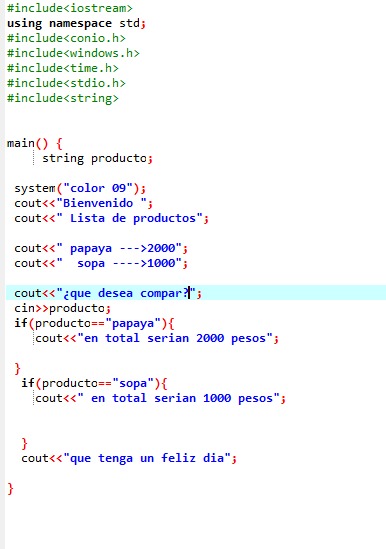 #include<iostream>
using namespace std;
#include<conio.h>
#include<windows.h>
#include<time.h>
#include<stdio.h>
#include<string>
main() {
string producto;
system("color 09");
cout<<"Bienvenido ";
cout<<" Lista de productos";
cout<<" papaya --->2000";
cout<<"  sopa ---->1000";
cout<<"¿que desea compar?";
cin>>producto;
if(producto=="papaya"){
cout<<"en total serian 2000 pesos";
}
if(producto=="sopa"){
cout<<" en total serian 1000 pesos";
}
cout<<"que tenga un feliz dia";
}